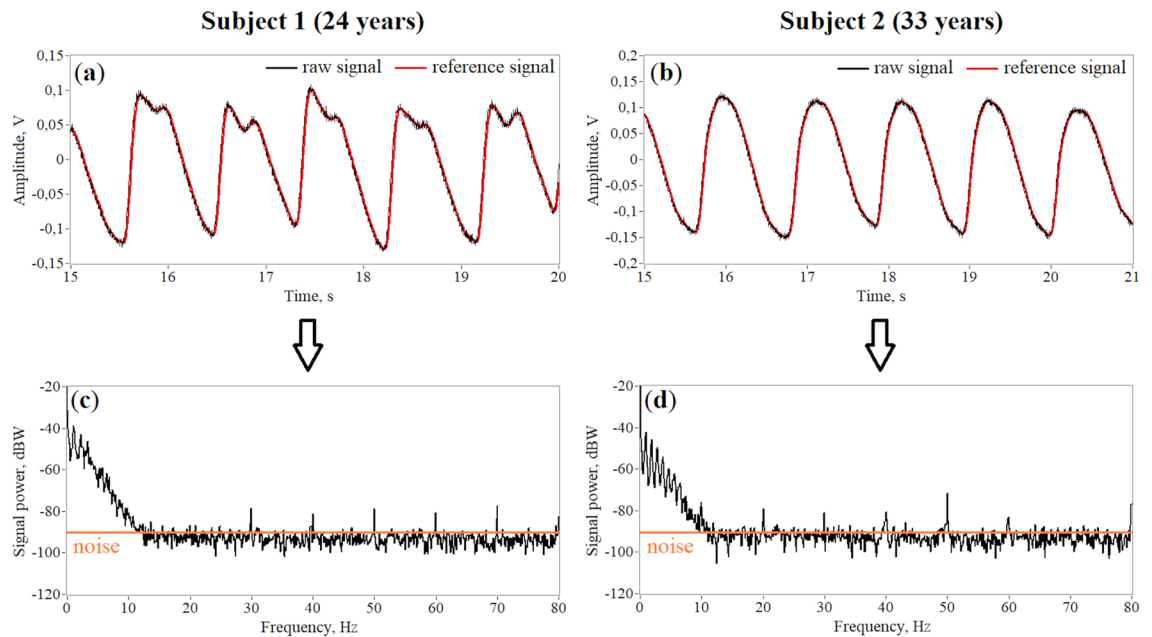 Subject 1 (24 years)
Subject 2 (33 years)
(a)
raw signal
reference signal
0,15
0,1
0,05
0
-0,05
-0,1
-0,15
Amplitude, V
15
16
17
18
19
20
Time, s
(b)
raw signal
reference signal
0,2
0,15
0,1
0,05
0
-0,05
-0,1
-0,15
-0,2
Amplitude, V
15
16
17
18
19
20
21
Time, s
(c)
-20
-40
-60
-80
-100
-120
Signal power, dBW
noise
0
10
20
30
40
50
60
70
80
Frequency, Hz
(d)
-20
-40
-60
-80
-100
-120
Signal power, dBW
noise
0
10
20
30
40
50
60
70
80
Frequency, Hz